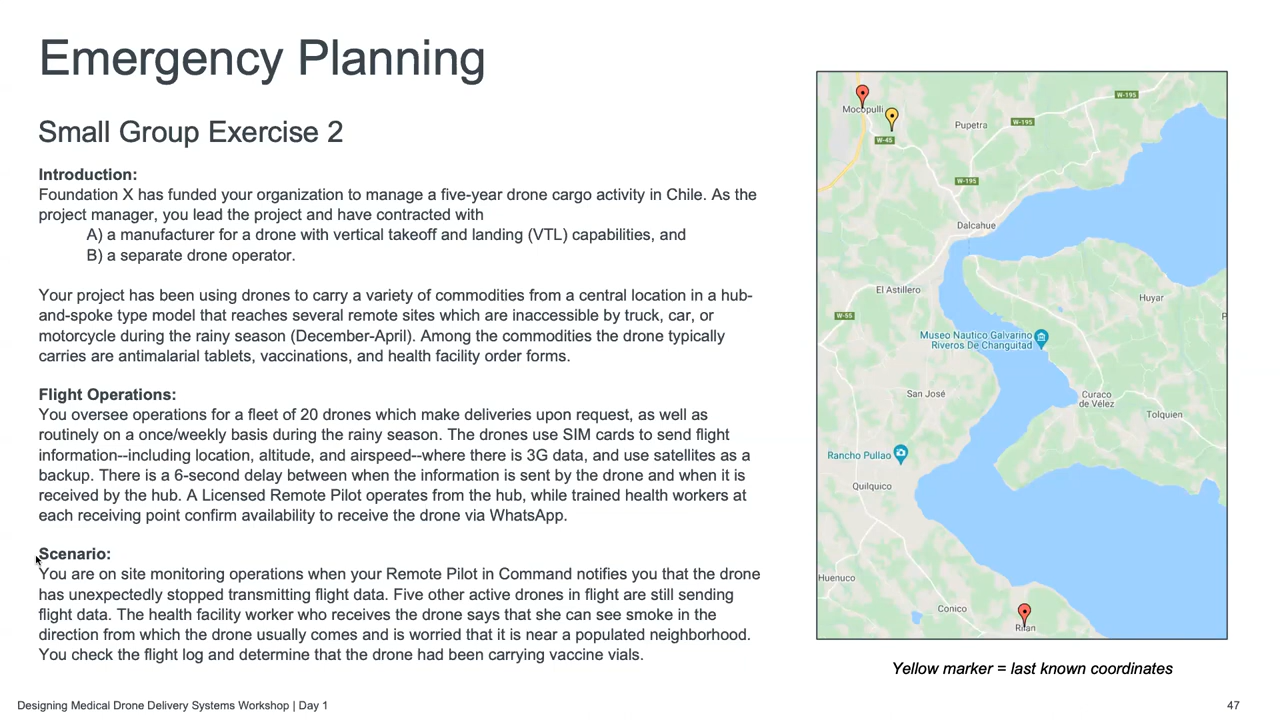 Emergency Planning
Small Group Exercise 2
Introduction:
Foundation X has funded your organization to manage a five-year drone cargo activity in Chile. As the
project manager, you lead the project and have contracted with
A) a manufacturer for a drone with vertical takeoff and landing (VTL) capabilities, and
B) a separate drone operator.
Your project has been using drones to carry a variety of commodities from a central location in a hub-
and-spoke type model that reaches several remote sites which are inaccessible by truck, car, or
motorcycle during the rainy season (December-April). Among the commodities the drone typically
carries are antimalarial tablets, vaccinations, and health facility order forms.
Flight Operations:
You oversee operations for a fleet of 20 drones which make deliveries upon request, as well as
routinely on a once/weekly basis during the rainy season. The drones use SIM cards to send flight
information--including location, altitude, and airspeed--where there is 3G data, and use satellites as a
backup. There is a 6-second delay between when the information is sent by the drone and when it is
received by the hub. A Licensed Remote Pilot operates from the hub, while trained health workers at
each receiving point confirm availability to receive the drone via WhatsApp.
Scenario:
You are on site monitoring operations when your Remote Pilot in Command notifies you that the drone
has unexpectedly stopped transmitting flight data. Five other active drones in flight are still sending
flight data. The health facility worker who receives the drone says that she can see smoke in the
direction from which the drone usually comes and is worried that it is near a populated neighborhood.
You check the flight log and determine that the drone had been carrying vaccine vials.
W-195
Mocopulli
W-195
Pupetra
W-45
W-195
Dalcahue
El Astillero
Huyar
W-55
Museo Nautico Galvarino
Riveros De Changuitad
San José
Curaco
de Vélez
Tolquien
Rancho Pullao
Quilquico
Huenuco
Conico
Rilan
Yellow marker = last known coordinates
Designing Medical Drone Delivery Systems Workshop | Day 1
47